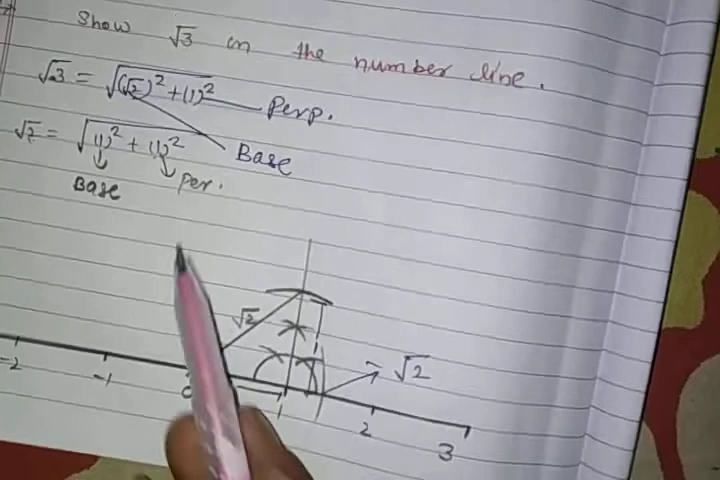 Show √3 on the number line.
√3 = √(√2)² + (1)² Perp.
√2 = √(1)² + (1)² Base
Base Per.
√2 1
√2
-2 -1 0 1 2 3